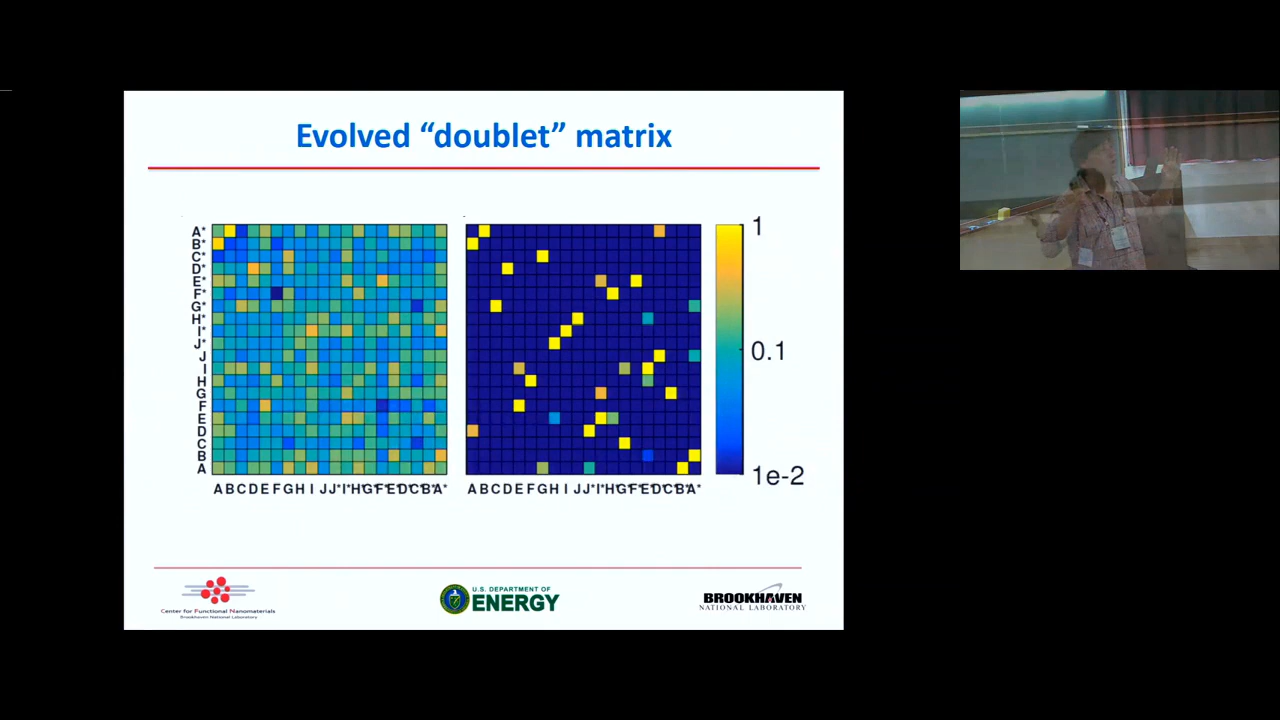 Evolved “doublet” matrix
A*
B*
C*
D*
E*
F*
G*
H*
I*
J*
J
I
H
G
F
E
D
C
B
A
A B C D E F G H I J J* I* H* G* F* E* D* C* B* A*
A B C D E F G H I J J* I* H* G* F* E* D* C* B* A*
1
0.1
1e-2
Center for Functional Nanomaterials
Brookhaven National Laboratory
U.S. DEPARTMENT OF
ENERGY
BROOKHAVEN
NATIONAL LABORATORY